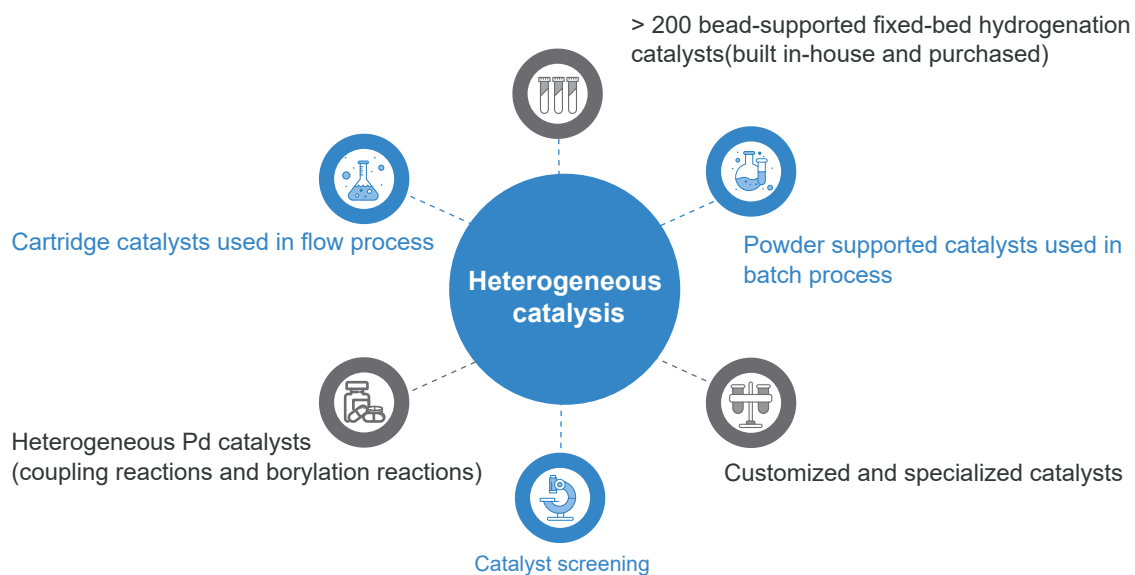 > 200 bead-supported fixed-bed hydrogenation
catalysts(built in-house and purchased)
Cartridge catalysts used in flow process
Powder supported catalysts used in
batch process
Heterogeneous
catalysis
Heterogeneous Pd catalysts
(coupling reactions and borylation reactions)
Customized and specialized catalysts
Catalyst screening